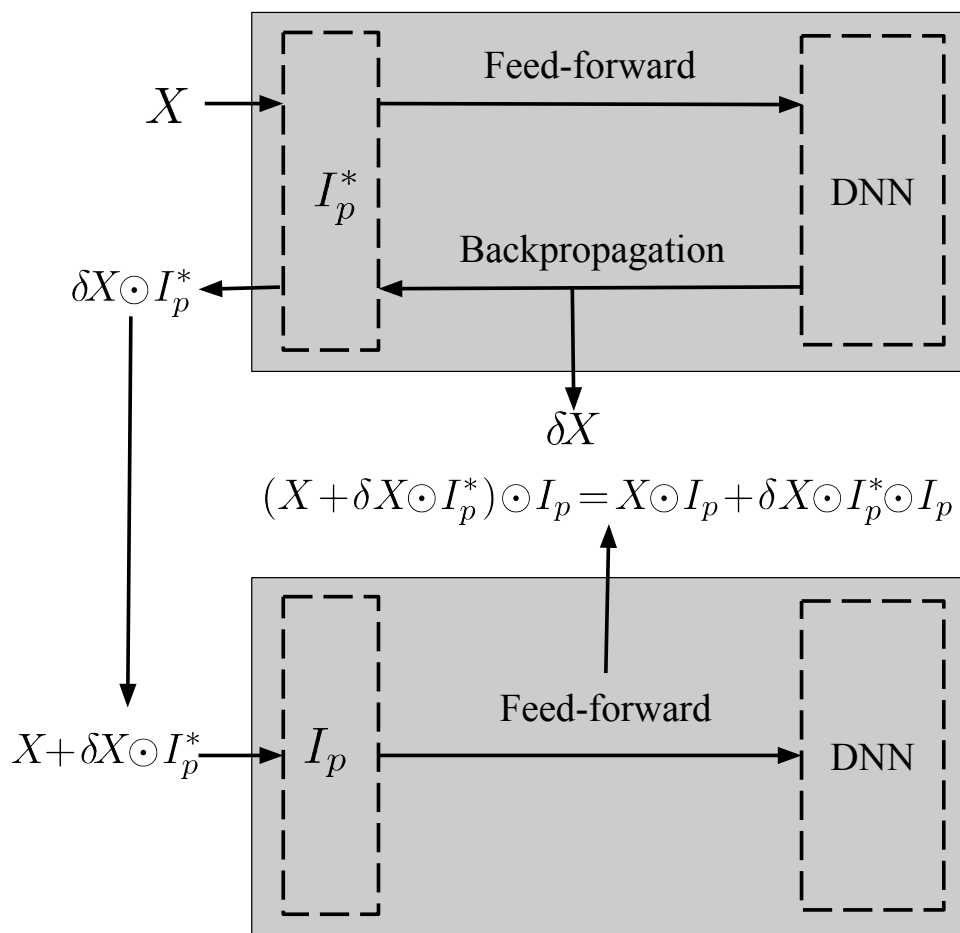 Feed-forward
X
I_p^*
DNN
Backpropagation
δX⊙I_p^*
δX
(X+δX⊙I_p^*)⊙I_p=X⊙I_p+δX⊙I_p^*⊙I_p
Feed-forward
X+δX⊙I_p^*
I_p
DNN